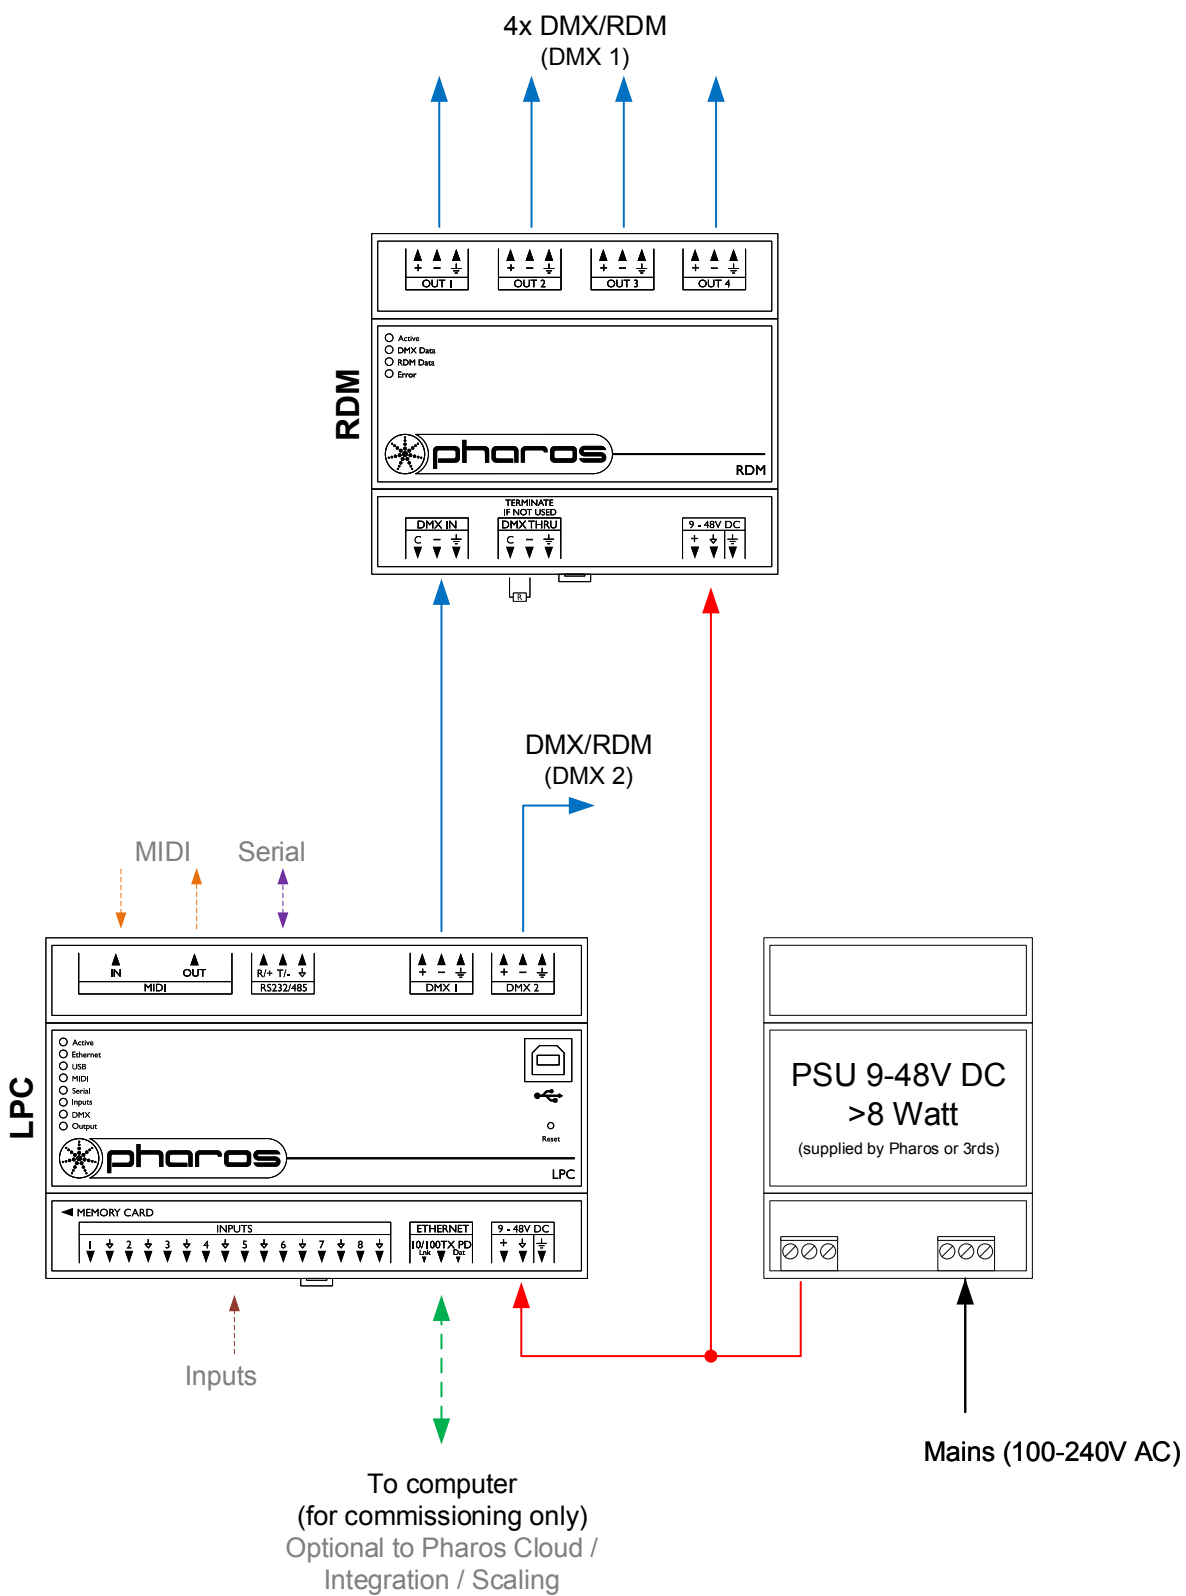 4x DMX/RDM
(DMX 1)
+ −
+ −
+ −
+ −
OUT 1
OUT 2
OUT 3
OUT 4
Active
DMX Data
RDM Data
Error
RDM
pharos
RDM
TERMINATE
IF NOT USED
DMX IN
DMX THRU
9 - 48V DC
C −
C −
+
R
DMX/RDM
(DMX 2)
MIDI
Serial
IN
OUT
MIDI
R/+ T/-
RS232/485
+ −
DMX 1
+ −
DMX 2
Active
Ethernet
USB
MIDI
Serial
Inputs
DMX
Output
Reset
LPC
pharos
LPC
PSU 9-48V DC
>8 Watt
(supplied by Pharos or 3rds)
MEMORY CARD
INPUTS
1 2 3 4 5 6 7 8
ETHERNET
10/100TX PD
Lnk Dat
9 - 48V DC
+
Inputs
Mains (100-240V AC)
To computer
(for commissioning only)
Optional to Pharos Cloud /
Integration / Scaling